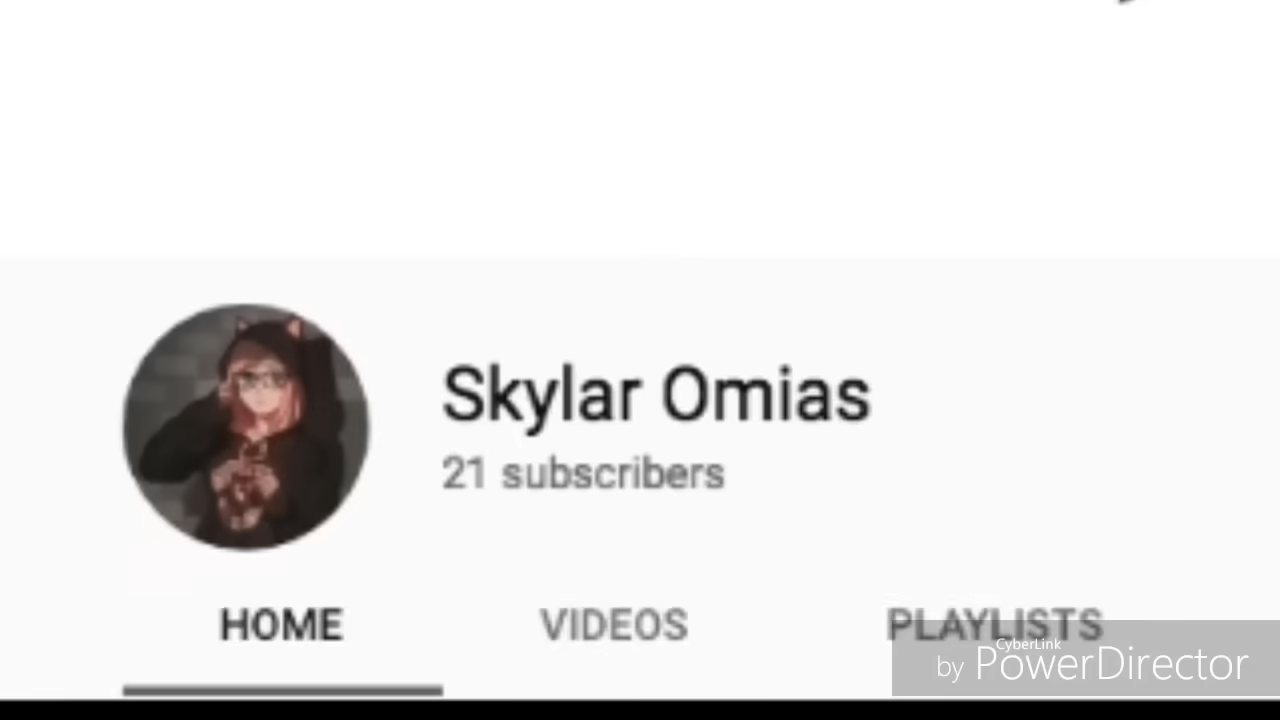 Skylar Omias
21 subscribers
HOME VIDEOS PLAYLISTS
CyberLink
by PowerDirector